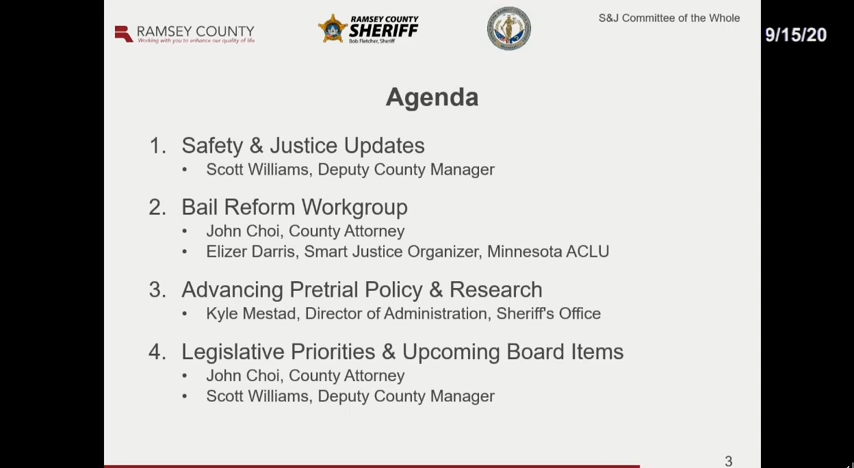 RAMSEY COUNTY
Working with you to enhance our quality of life
RAMSEY COUNTY
SHERIFF
Bob Fletcher, Sheriff
S&J Committee of the Whole
9/15/20
Agenda
1. Safety & Justice Updates
• Scott Williams, Deputy County Manager
2. Bail Reform Workgroup
• John Choi, County Attorney
• Elizer Darris, Smart Justice Organizer, Minnesota ACLU
3. Advancing Pretrial Policy & Research
• Kyle Mestad, Director of Administration, Sheriff's Office
4. Legislative Priorities & Upcoming Board Items
• John Choi, County Attorney
• Scott Williams, Deputy County Manager
3